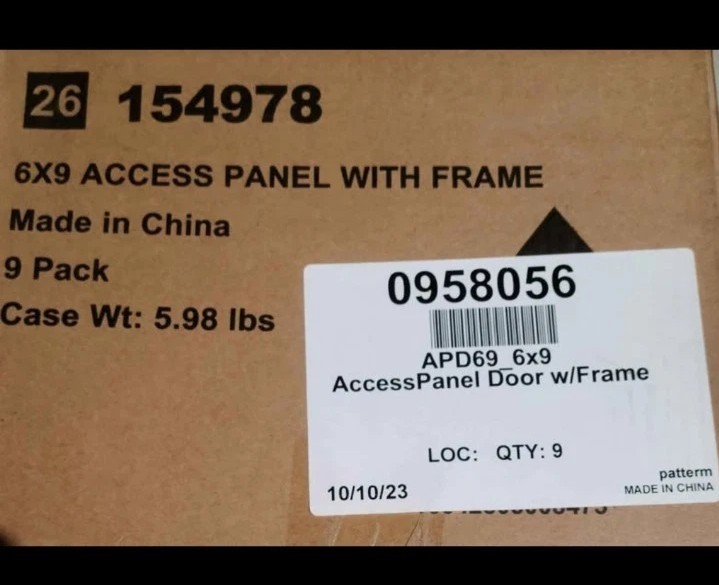 26 154978
6X9 ACCESS PANEL WITH FRAME
Made in China
9 Pack
Case Wt: 5.98 lbs
0958056
APD69_6x9
AccessPanel Door w/Frame
LOC: QTY: 9
10/10/23
patterm
MADE IN CHINA